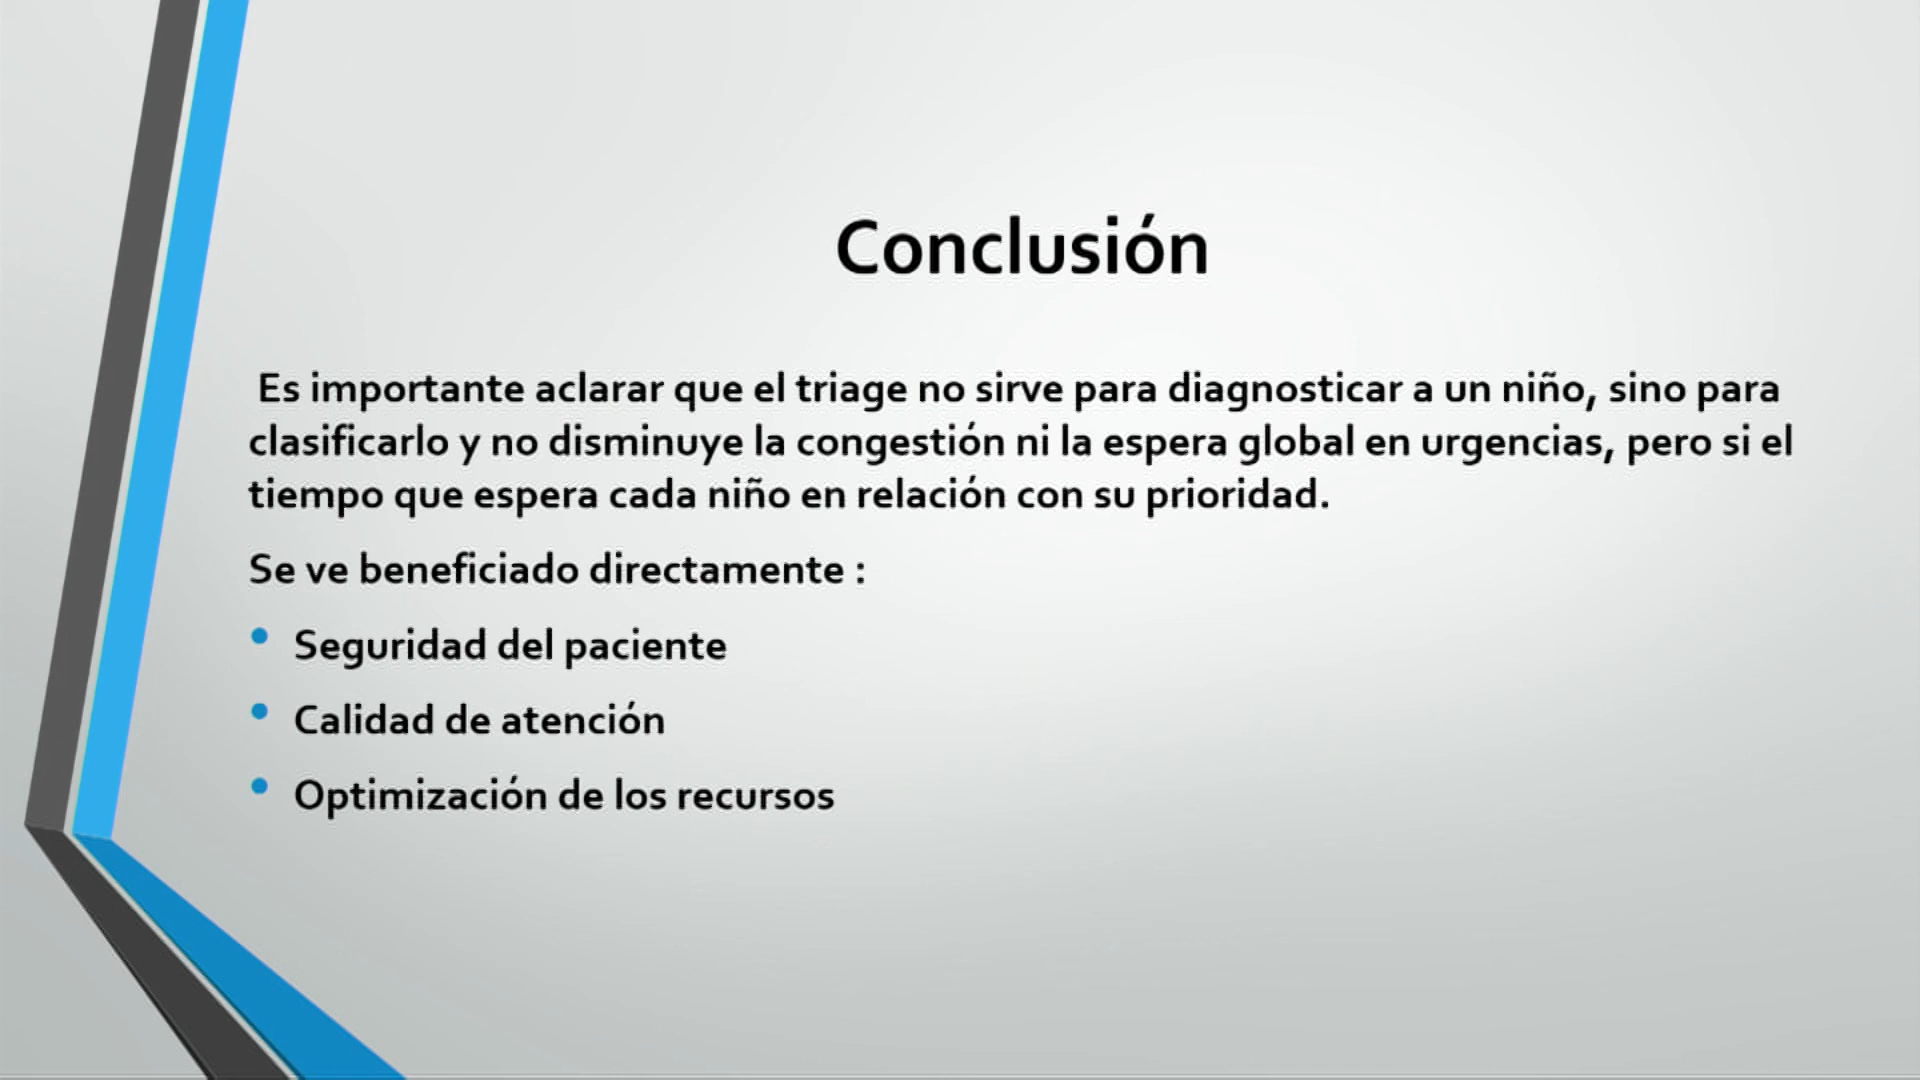 Conclusión
Es importante aclarar que el triage no sirve para diagnosticar a un niño, sino para
clasificarlo y no disminuye la congestión ni la espera global en urgencias, pero si el
tiempo que espera cada niño en relación con su prioridad.
Se ve beneficiado directamente :
• Seguridad del paciente
• Calidad de atención
• Optimización de los recursos